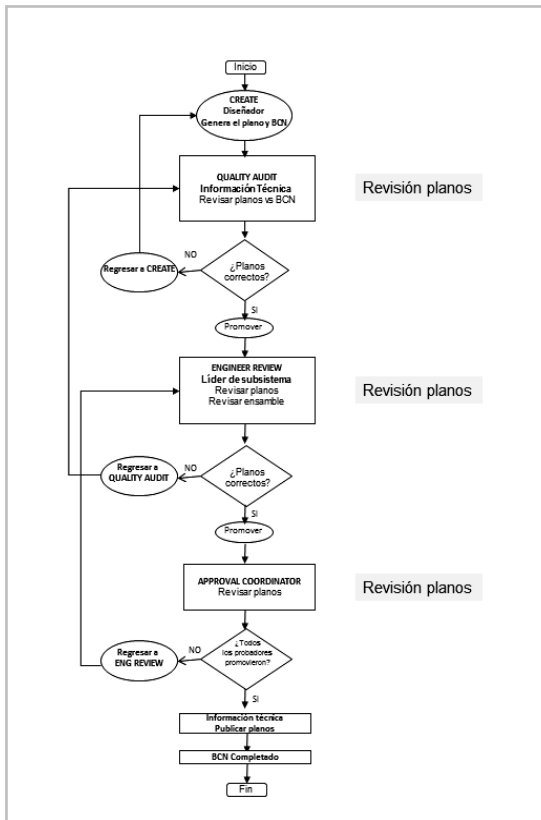 Inicio
CREATE
Diseñador
Genera el plano y BCN
QUALITY AUDIT
Información Técnica
Revisar planos vs BCN
Revisión planos
NO
Regresar a CREATE
¿Planos
correctos?
SI
Promover
ENGINEER REVIEW
Líder de subsistema
Revisar planos
Revisar ensamble
Revisión planos
Regresar a
QUALITY AUDIT
NO
¿Planos
correctos?
SI
Promover
APPROVAL COORDINATOR
Revisar planos
Revisión planos
Regresar a
ENG REVIEW
NO
¿Todos
los probadores
promovieron?
SI
Información técnica
Publicar planos
BCN Completado
Fin